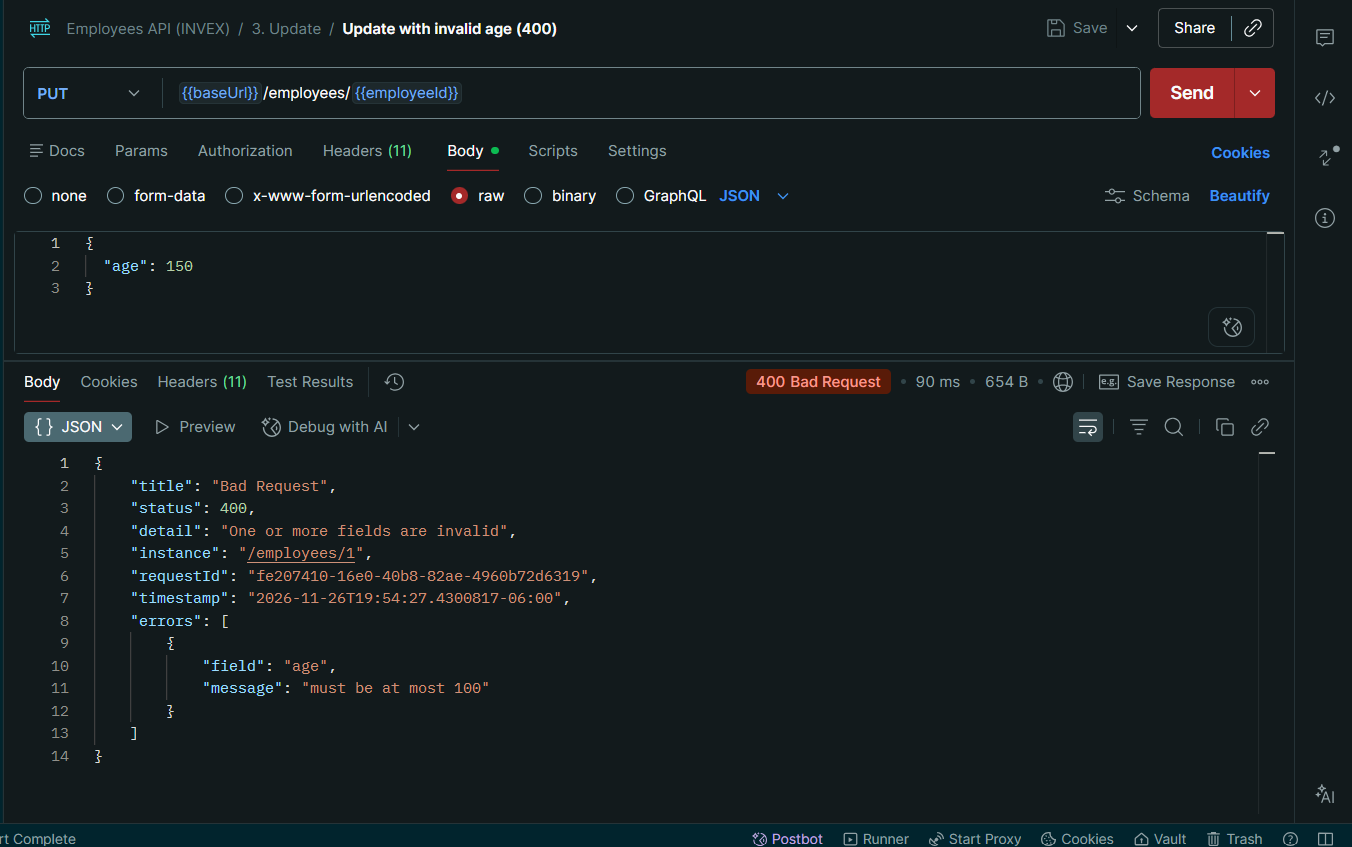 HTTP Employees API (INVEX) / 3. Update / Update with invalid age (400) Save Share
PUT {{baseUrl}}/employees/{{employeeId}} Send
Docs Params Authorization Headers (11) Body Scripts Settings Cookies
none form-data x-www-form-urlencoded raw binary GraphQL JSON Schema Beautify
1 {
2 "age": 150
3 }
Body Cookies Headers (11) Test Results 400 Bad Request • 90 ms • 654 B • e.g. Save Response
{} JSON Preview Debug with AI
1 {
2 "title": "Bad Request",
3 "status": 400,
4 "detail": "One or more fields are invalid",
5 "instance": "/employees/1",
6 "requestId": "fe207410-16e0-40b8-82ae-4960b72d6319",
7 "timestamp": "2026-11-26T19:54:27.4300817-06:00",
8 "errors": [
9 {
10 "field": "age",
11 "message": "must be at most 100"
12 }
13 ]
14 }
AI
rt Complete Postbot Runner Start Proxy Cookies Vault Trash